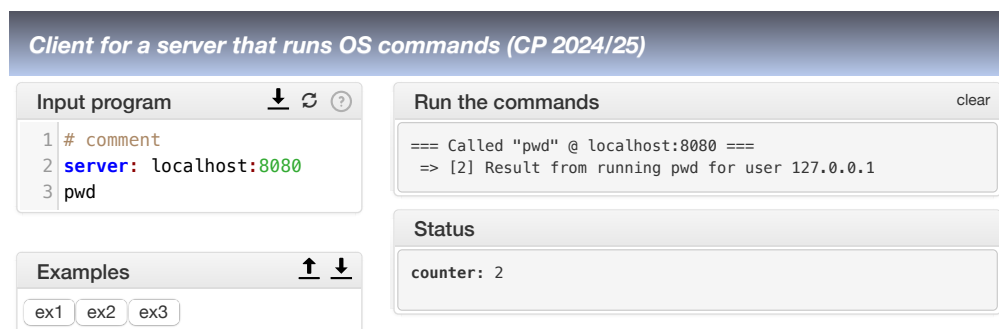 Client for a server that runs OS commands (CP 2024/25)
Input program
?
1 # comment
2 server: localhost:8080
3 pwd
Examples
ex1 ex2 ex3
Run the commands
clear
=== Called "pwd" @ localhost:8080 ===
=> [2] Result from running pwd for user 127.0.0.1
Status
counter: 2